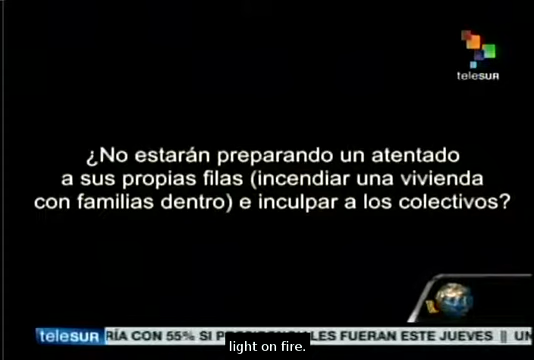 teleSUR
¿No estarán preparando un atentado
a sus propias filas (incendiar una vivienda
con familias dentro) e inculpar a los colectivos?
teleSUR RÍA CON 55% SI LES FUERAN ESTE JUEVES || UN
light on fire.